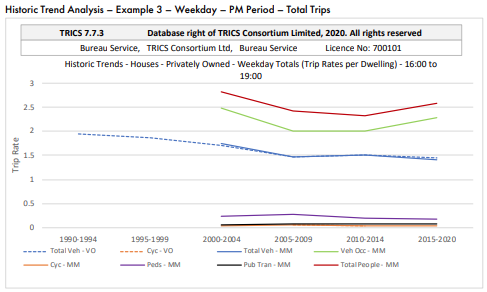 Historic Trend Analysis – Example 3 – Weekday – PM Period – Total Trips
TRICS 7.7.3 Database right of TRICS Consortium Limited, 2020. All rights reserved
Bureau Service, TRICS Consortium Ltd, Bureau Service Licence No: 700101
Historic Trends - Houses - Privately Owned - Weekday Totals (Trip Rates per Dwelling) - 16:00 to
19:00
3
2.5
2
1.5
1
0.5
0
Trip Rate
1990-1994 1995-1999 2000-2004 2005-2009 2010-2014 2015-2020
Total Veh - VO Cyc - VO Total Veh - MM Veh Occ - MM
Cyc - MM Peds - MM Pub Tran - MM Total People - MM